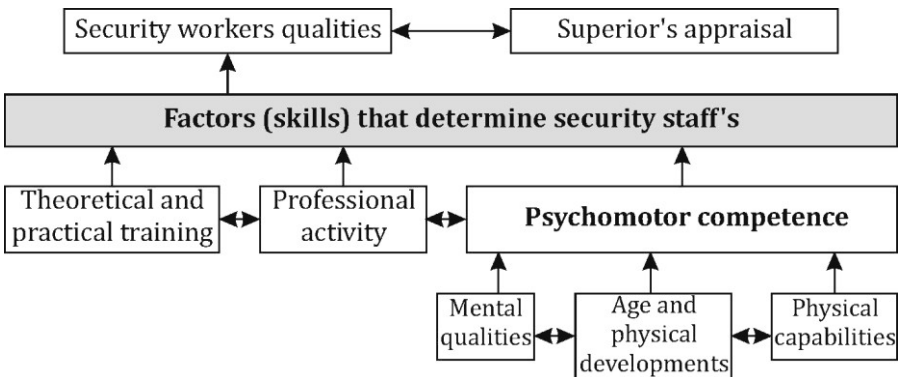 Security workers qualities
Superior's appraisal
Factors (skills) that determine security staff's
Theoretical and
practical training
Professional
activity
Psychomotor competence
Mental
qualities
Age and
physical
developments
Physical
capabilities